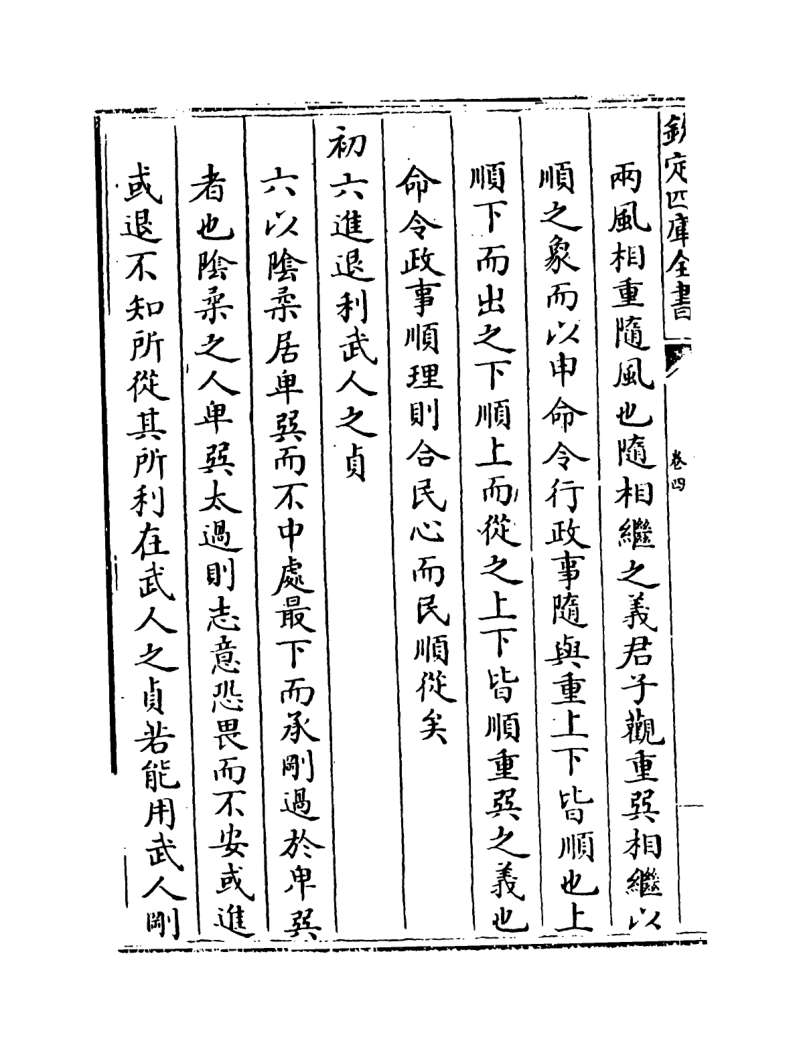 欽定四庫全書
卷四
兩風相重隨風也隨相繼之義君子觀重巽相繼以
順之象而以申命令行政事隨與重上下皆順也上
順下而出之下順上而從之上下皆順重巽之義也
命令政事順理則合民心而民順從矣
初六進退利武人之貞
六以陰柔居卑巽而不中處最下而承剛過於卑巽
者也陰柔之人卑巽太過則志意恐畏而不安或進
或退不知所從其所利在武人之貞若能用武人剛